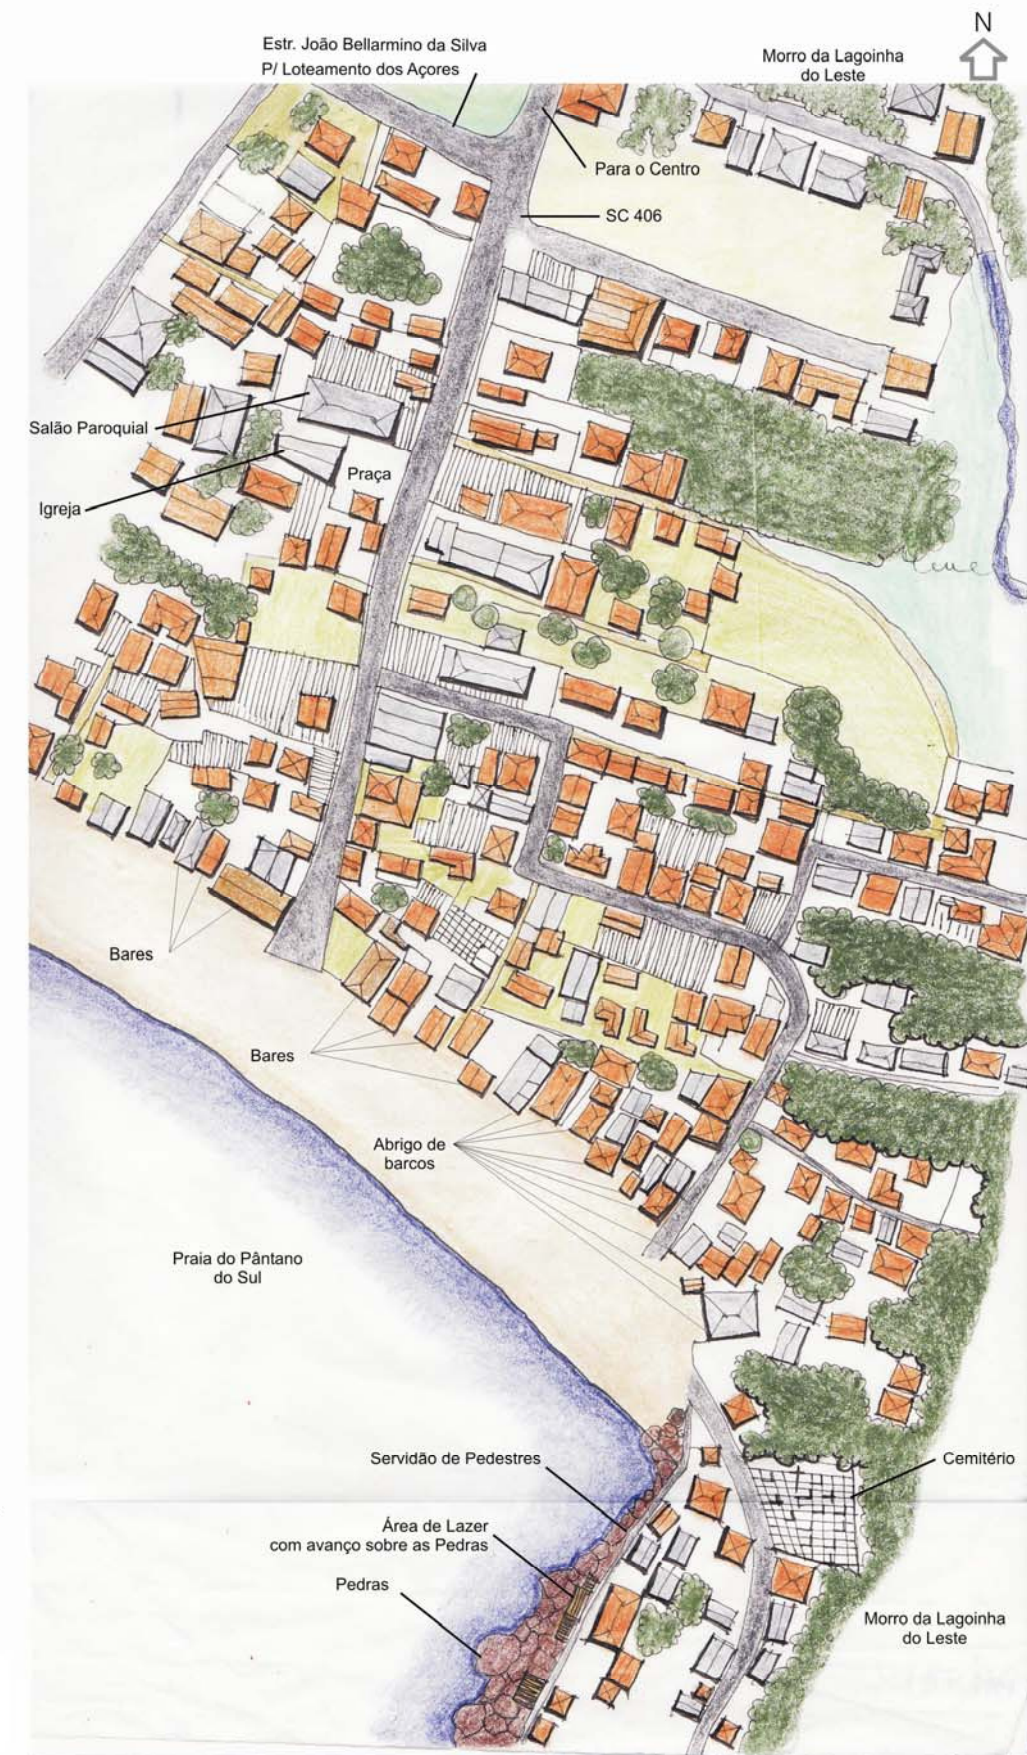 N
Estr. João Bellarmino da Silva
P/ Loteamento dos Açores
Morro da Lagoinha
do Leste
Para o Centro
SC 406
Salão Paroquial
Praça
Igreja
Bares
Bares
Abrigo de
barcos
Praia do Pântano
do Sul
Servidão de Pedestres
Cemitério
Área de Lazer
com avanço sobre as Pedras
Pedras
Morro da Lagoinha
do Leste